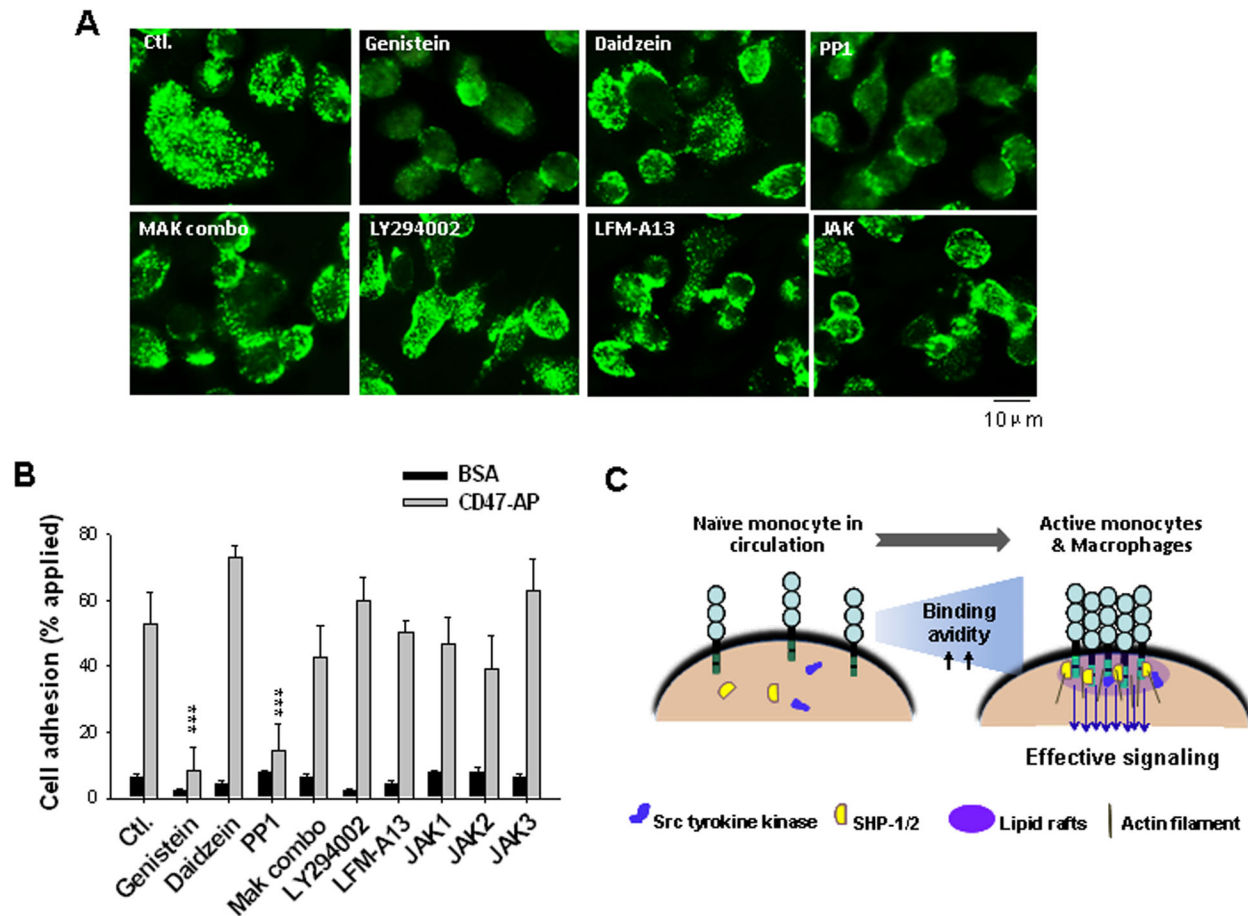 A
Ctl.
Genistein
Daidzein
PP1
MAK combo
LY294002
LFM-A13
JAK
10 μm
B
BSA
CD47-AP
Cell adhesion (% applied)
80
60
40
20
0
***
***
Ctl.
Genistein
Daidzein
PP1
Mak combo
LY294002
LFM-A13
JAK1
JAK2
JAK3
C
Naïve monocyte in
circulation
Active monocytes
& Macrophages
Binding
avidity
Effective signaling
Src tyrokine kinase
SHP-1/2
Lipid rafts
Actin filament